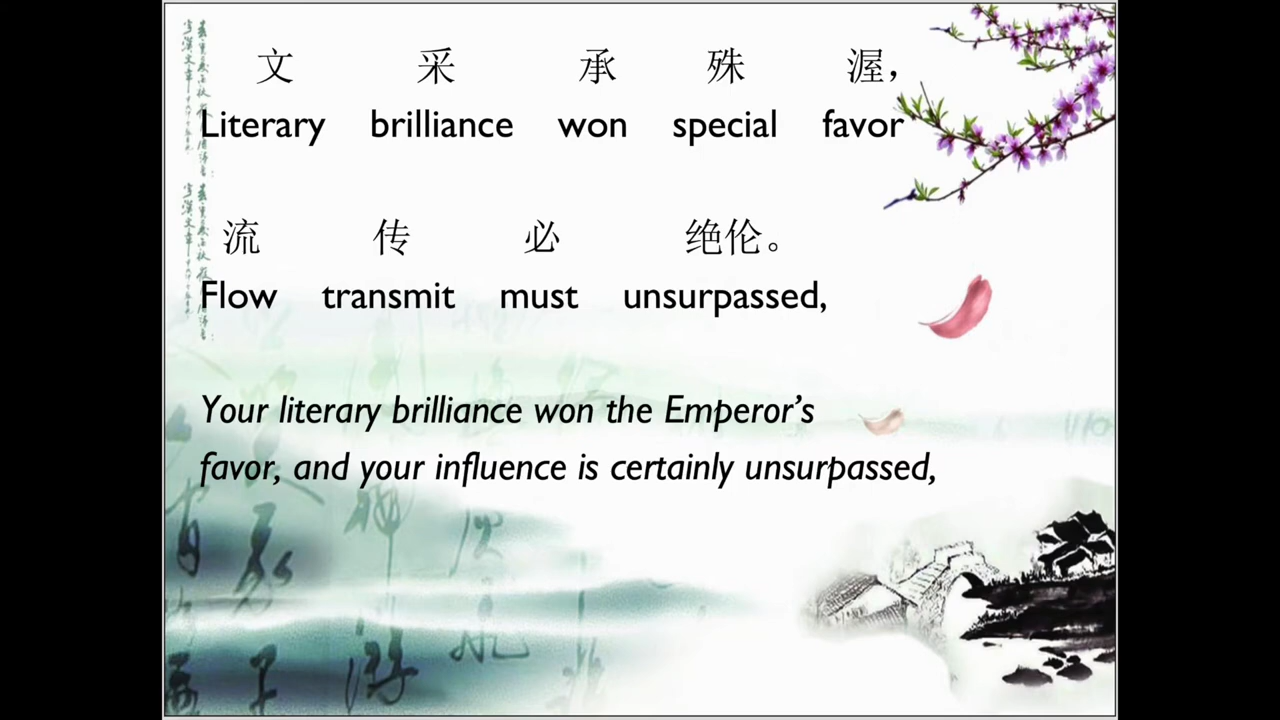 文 采 承 殊 渥，
Literary brilliance won special favor
流 传 必 绝伦。
Flow transmit must unsurpassed,
Your literary brilliance won the Emperor’s
favor, and your influence is certainly unsurpassed,